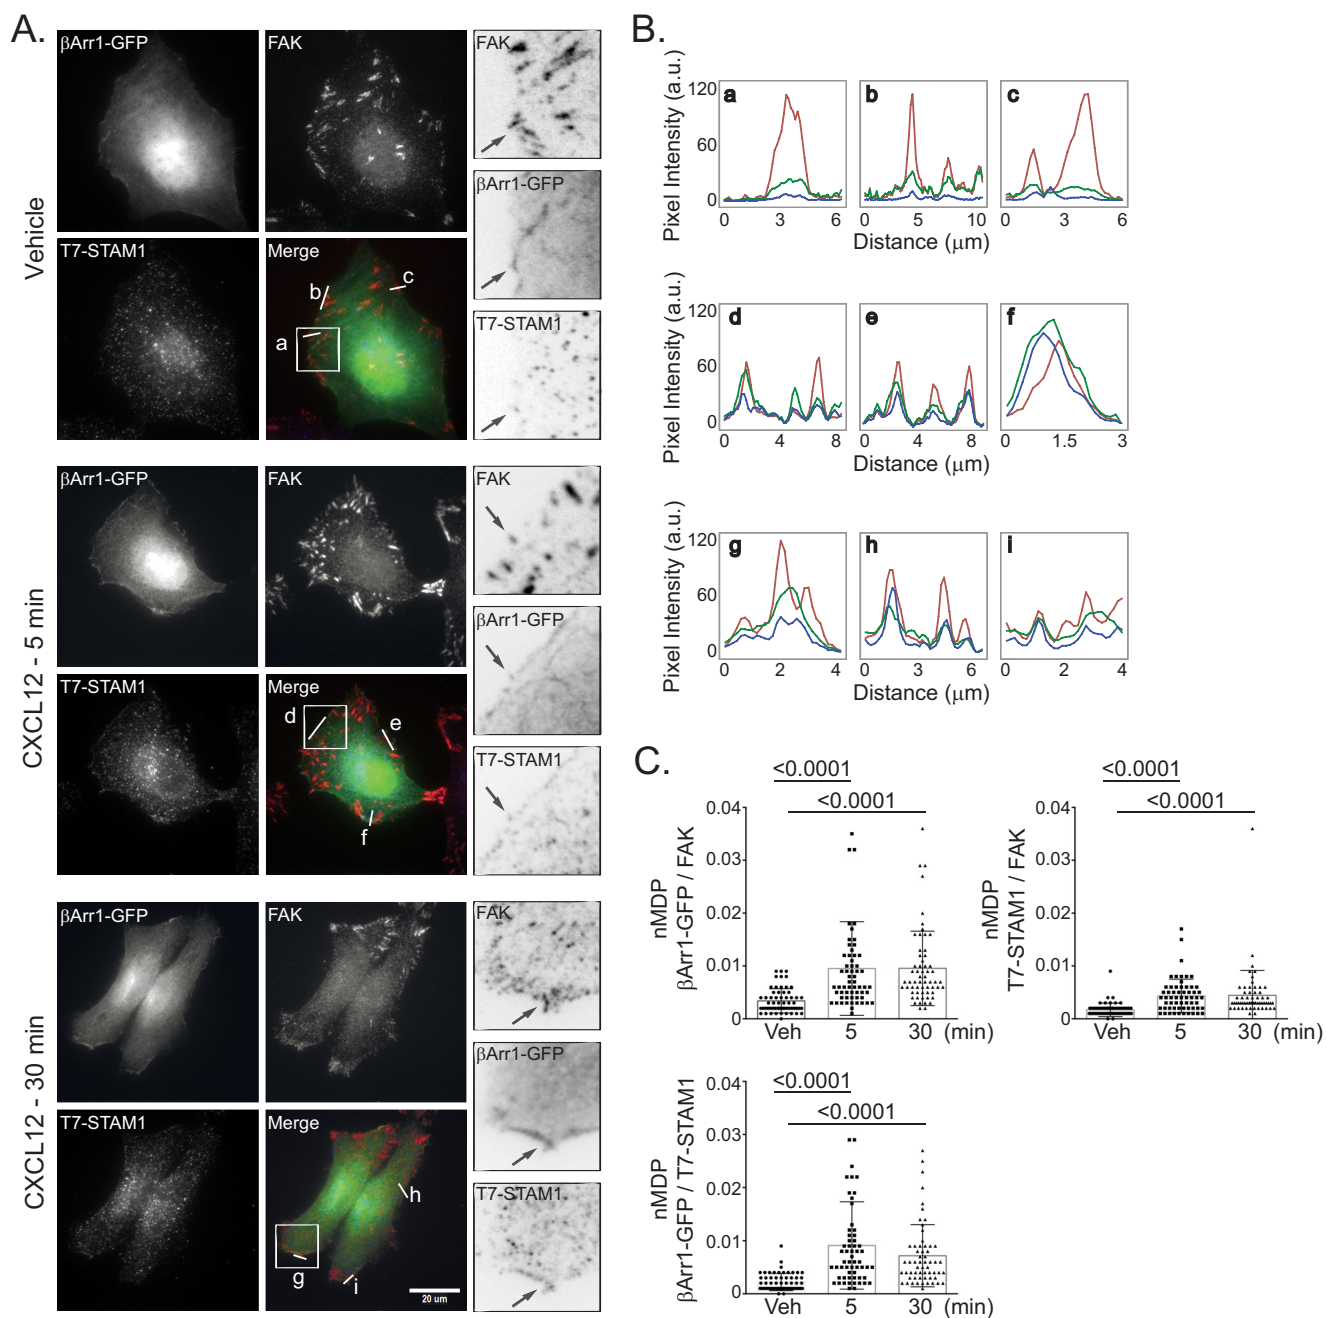 A.
Vehicle
βArr1-GFP
FAK
FAK
βArr1-GFP
T7-STAM1
Merge
a
b
c
T7-STAM1
CXCL12 - 5 min
βArr1-GFP
FAK
FAK
βArr1-GFP
T7-STAM1
Merge
d
e
f
T7-STAM1
CXCL12 - 30 min
βArr1-GFP
FAK
FAK
βArr1-GFP
T7-STAM1
Merge
g
h
i
20 um
T7-STAM1
B.
Pixel Intensity (a.u.)
120
60
0
a
b
c
0 3 6
0 5 10
0 3 6
Distance (μm)
Distance (μm)
Pixel Intensity (a.u.)
120
60
0
d
e
f
0 4 8
0 4 8
0 1.5 3
Distance (μm)
Distance (μm)
Pixel Intensity (a.u.)
120
60
0
g
h
i
0 2 4
0 3 6
0 2 4
Distance (μm)
Distance (μm)
C.
<0.0001
<0.0001
nMDP
βArr1-GFP / FAK
0.04
0.03
0.02
0.01
0
Veh 5 30 (min)
<0.0001
<0.0001
nMDP
T7-STAM1 / FAK
0.04
0.03
0.02
0.01
0
Veh 5 30 (min)
<0.0001
<0.0001
nMDP
βArr1-GFP / T7-STAM1
0.04
0.03
0.02
0.01
0
Veh 5 30 (min)